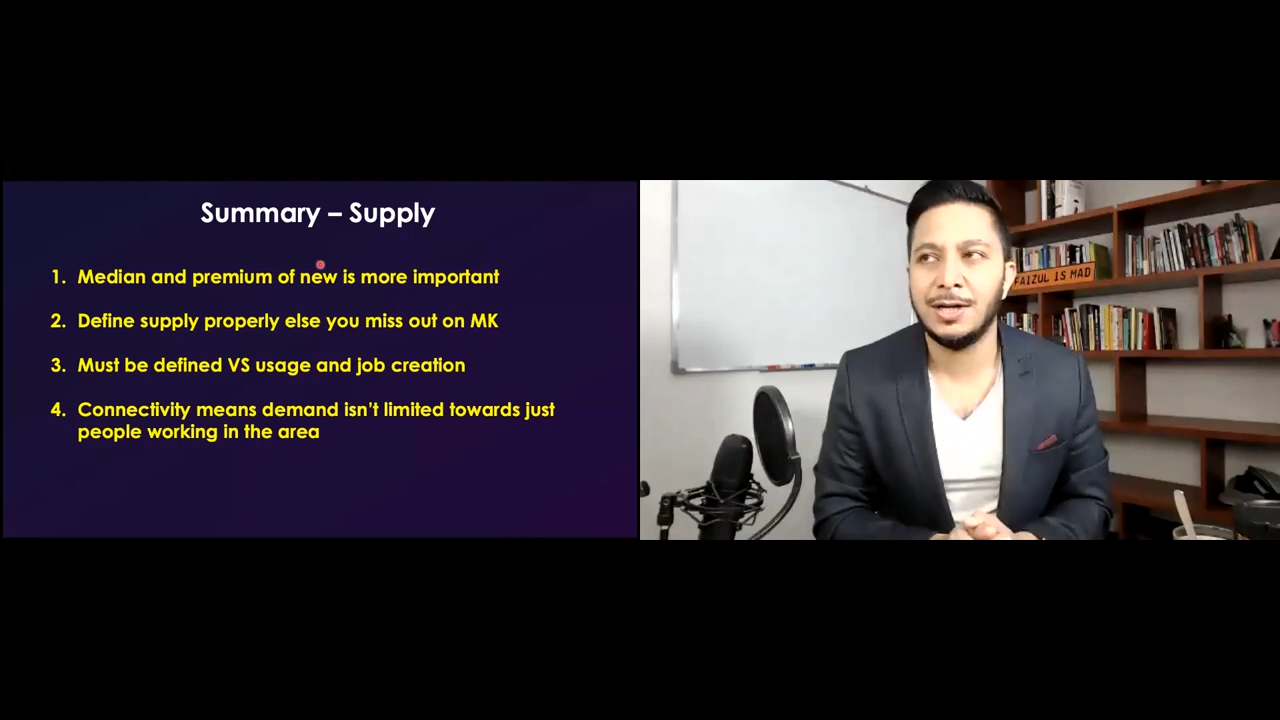 Summary – Supply
1. Median and premium of new is more important
2. Define supply properly else you miss out on MK
3. Must be defined VS usage and job creation
4. Connectivity means demand isn't limited towards just
people working in the area
FAIZUL IS MAD